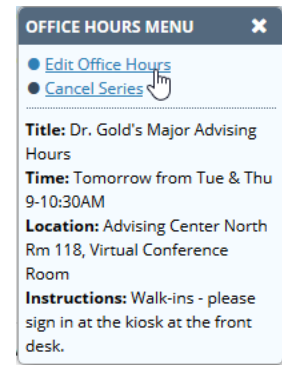 OFFICE HOURS MENU ✖
Edit Office Hours
Cancel Series
Title: Dr. Gold's Major Advising
Hours
Time: Tomorrow from Tue & Thu
9-10:30AM
Location: Advising Center North
Rm 118, Virtual Conference
Room
Instructions: Walk-ins - please
sign in at the kiosk at the front
desk.